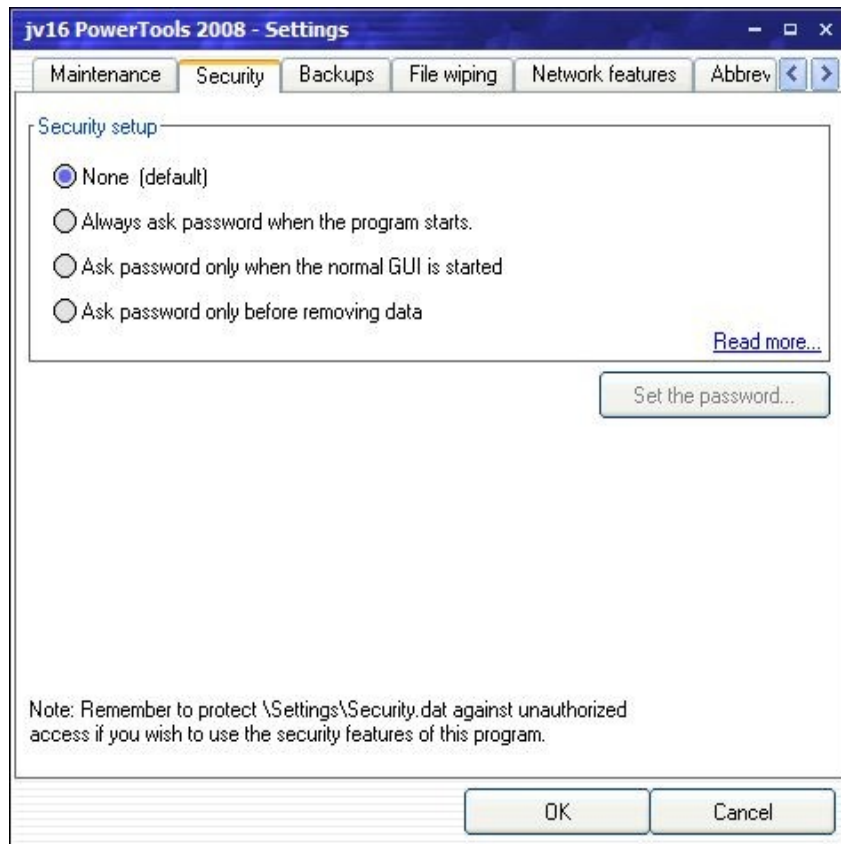 jv16 PowerTools 2008 - Settings
Maintenance Security Backups File wiping Network features Abbrev
Security setup
None (default)
Always ask password when the program starts.
Ask password only when the normal GUI is started
Ask password only before removing data
Read more...
Set the password...
Note: Remember to protect \Settings\Security.dat against unauthorized
access if you wish to use the security features of this program.
OK Cancel